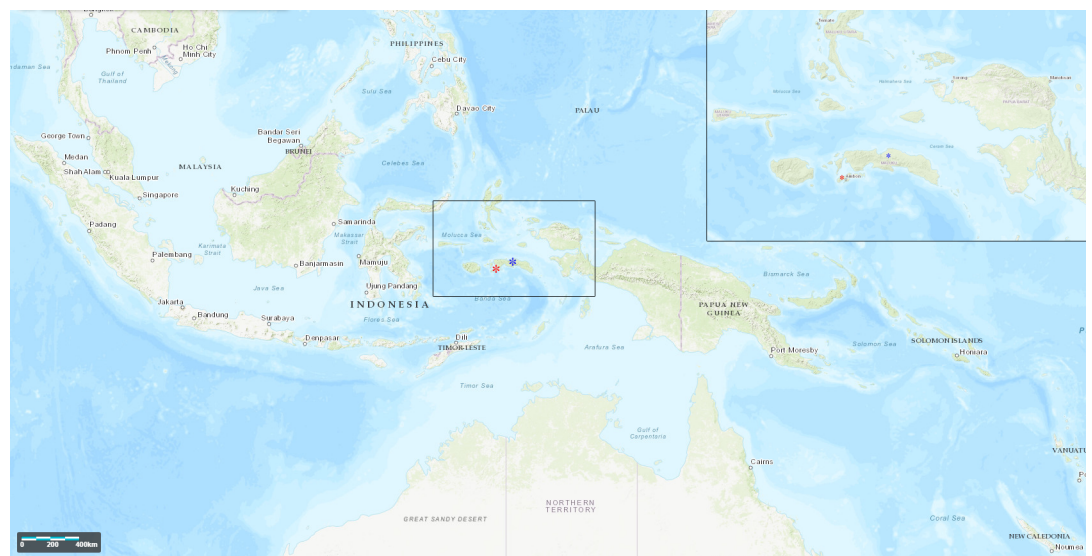 CAMBODIA
Phnom Penh
Ho Chi
Minh City
Gulf of
Thailand
PHILIPPINES
Cebu City
Sulu Sea
Davao City
PALAU
George Town
Medan
Shah Alam
Kuala Lumpur
MALAYSIA
Bandar Seri
Begawan
BRUNEI
Celebes Sea
Singapore
Kuching
Padang
Samarinda
Molucca Sea
Karimata
Strait
Makassar
Strait
Palembang
Banjarmasin
Mamuju
Java Sea
Ujung Pandang
Banda Sea
Bismarck Sea
Jakarta
INDONESIA
PAPUA NEW
GUINEA
Bandung
Surabaya
Flores Sea
Denpasar
Dili
TIMOR-LESTE
Arafura Sea
Port Moresby
Solomon Sea
SOLOMON ISLANDS
Honiara
Timor Sea
Gulf of
Carpentaria
Cairns
VANUATU
NORTHERN
TERRITORY
GREAT SANDY DESERT
Coral Sea
NEW CALEDONIA
Noumea
0 200 400km
Ambon